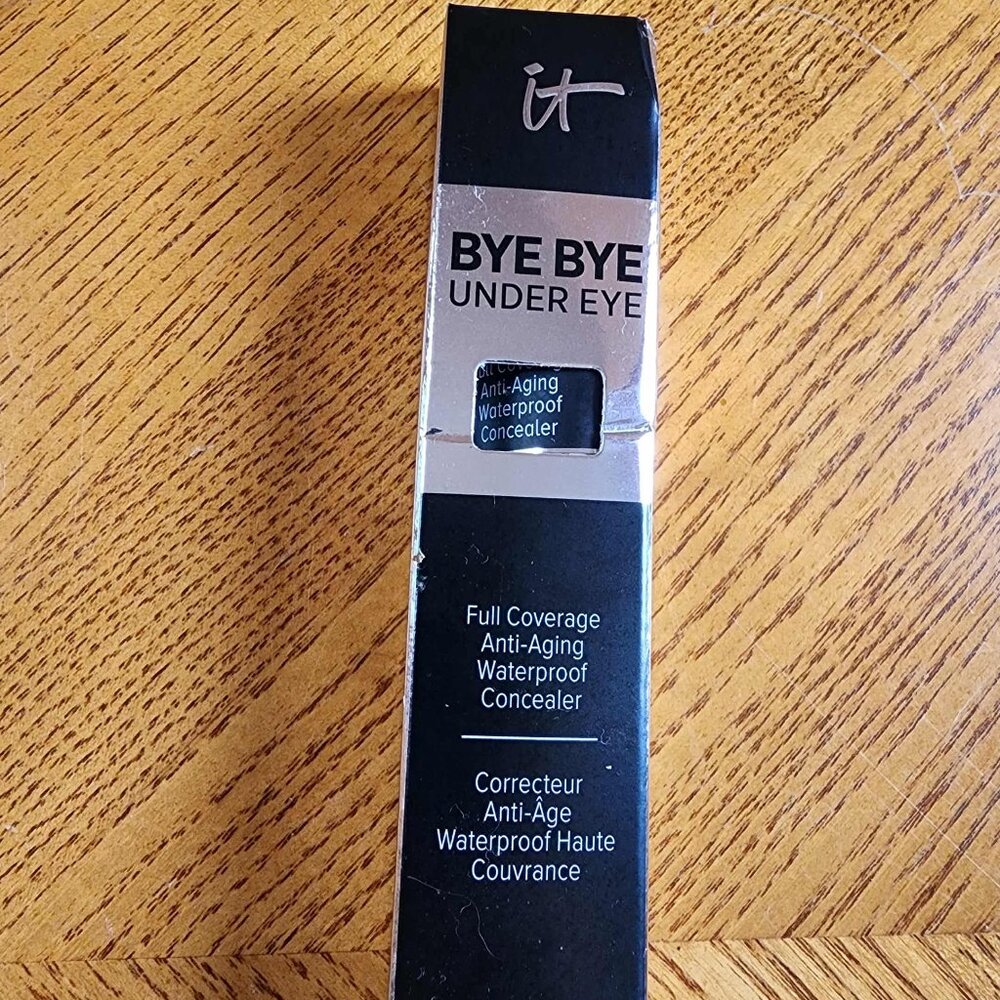 it
BYE BYE
UNDER EYE
Anti-Aging
Waterproof
Concealer
Full Coverage
Anti-Aging
Waterproof
Concealer
Correcteur
Anti-Âge
Waterproof Haute
Couvrance